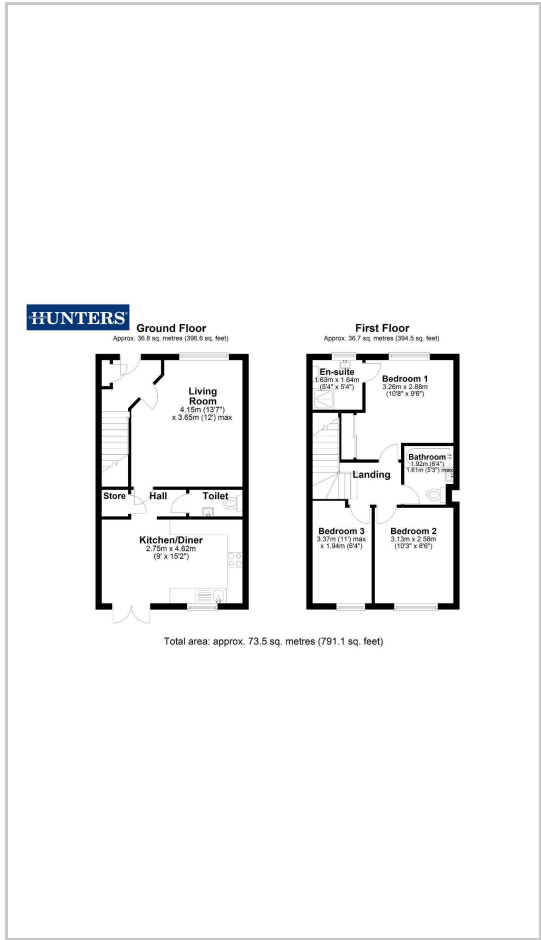 HUNTERS
Ground Floor
Approx. 36.8 sq. metres (396.6 sq. feet)
Living
Room
4.15m (13'7")
x 3.65m (12') max
Store
Hall
Toilet
Kitchen/Diner
2.75m x 4.62m
(9' x 15'2")
First Floor
Approx. 36.7 sq. metres (394.5 sq. feet)
En-suite
1.63m x 1.64m
(5'4" x 5'4")
Bedroom 1
3.26m x 2.88m
(10'8" x 9'6")
Bathroom
1.92m (6'4")
1.61m (5'3") max
Landing
Bedroom 3
3.37m (11') max
x 1.94m (6'4")
Bedroom 2
3.13m x 2.58m
(10'3" x 8'6")
Total area: approx. 73.5 sq. metres (791.1 sq. feet)